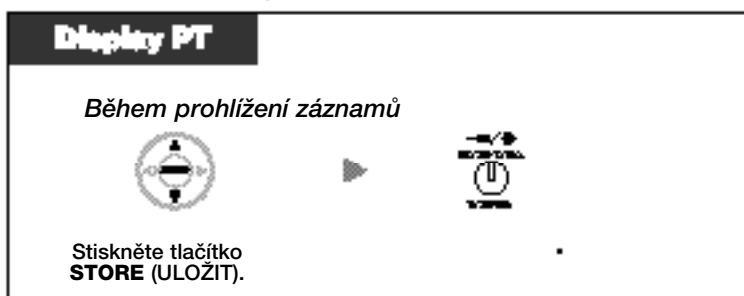 Display PT
Během prohlížení záznamů
Stiskněte tlačítko
STORE (ULOŽIT).